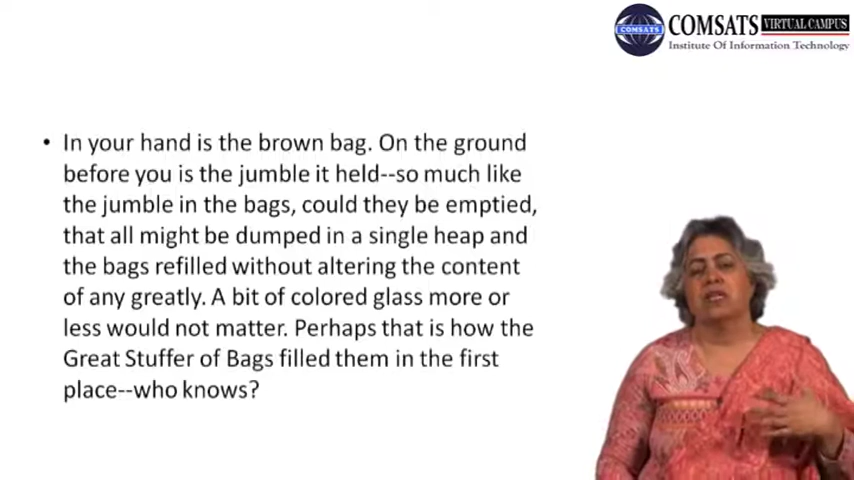 COMSATS VIRTUAL CAMPUS
COMSATS
Institute Of Information Technology
• In your hand is the brown bag. On the ground
before you is the jumble it held--so much like
the jumble in the bags, could they be emptied,
that all might be dumped in a single heap and
the bags refilled without altering the content
of any greatly. A bit of colored glass more or
less would not matter. Perhaps that is how the
Great Stuffer of Bags filled them in the first
place--who knows?